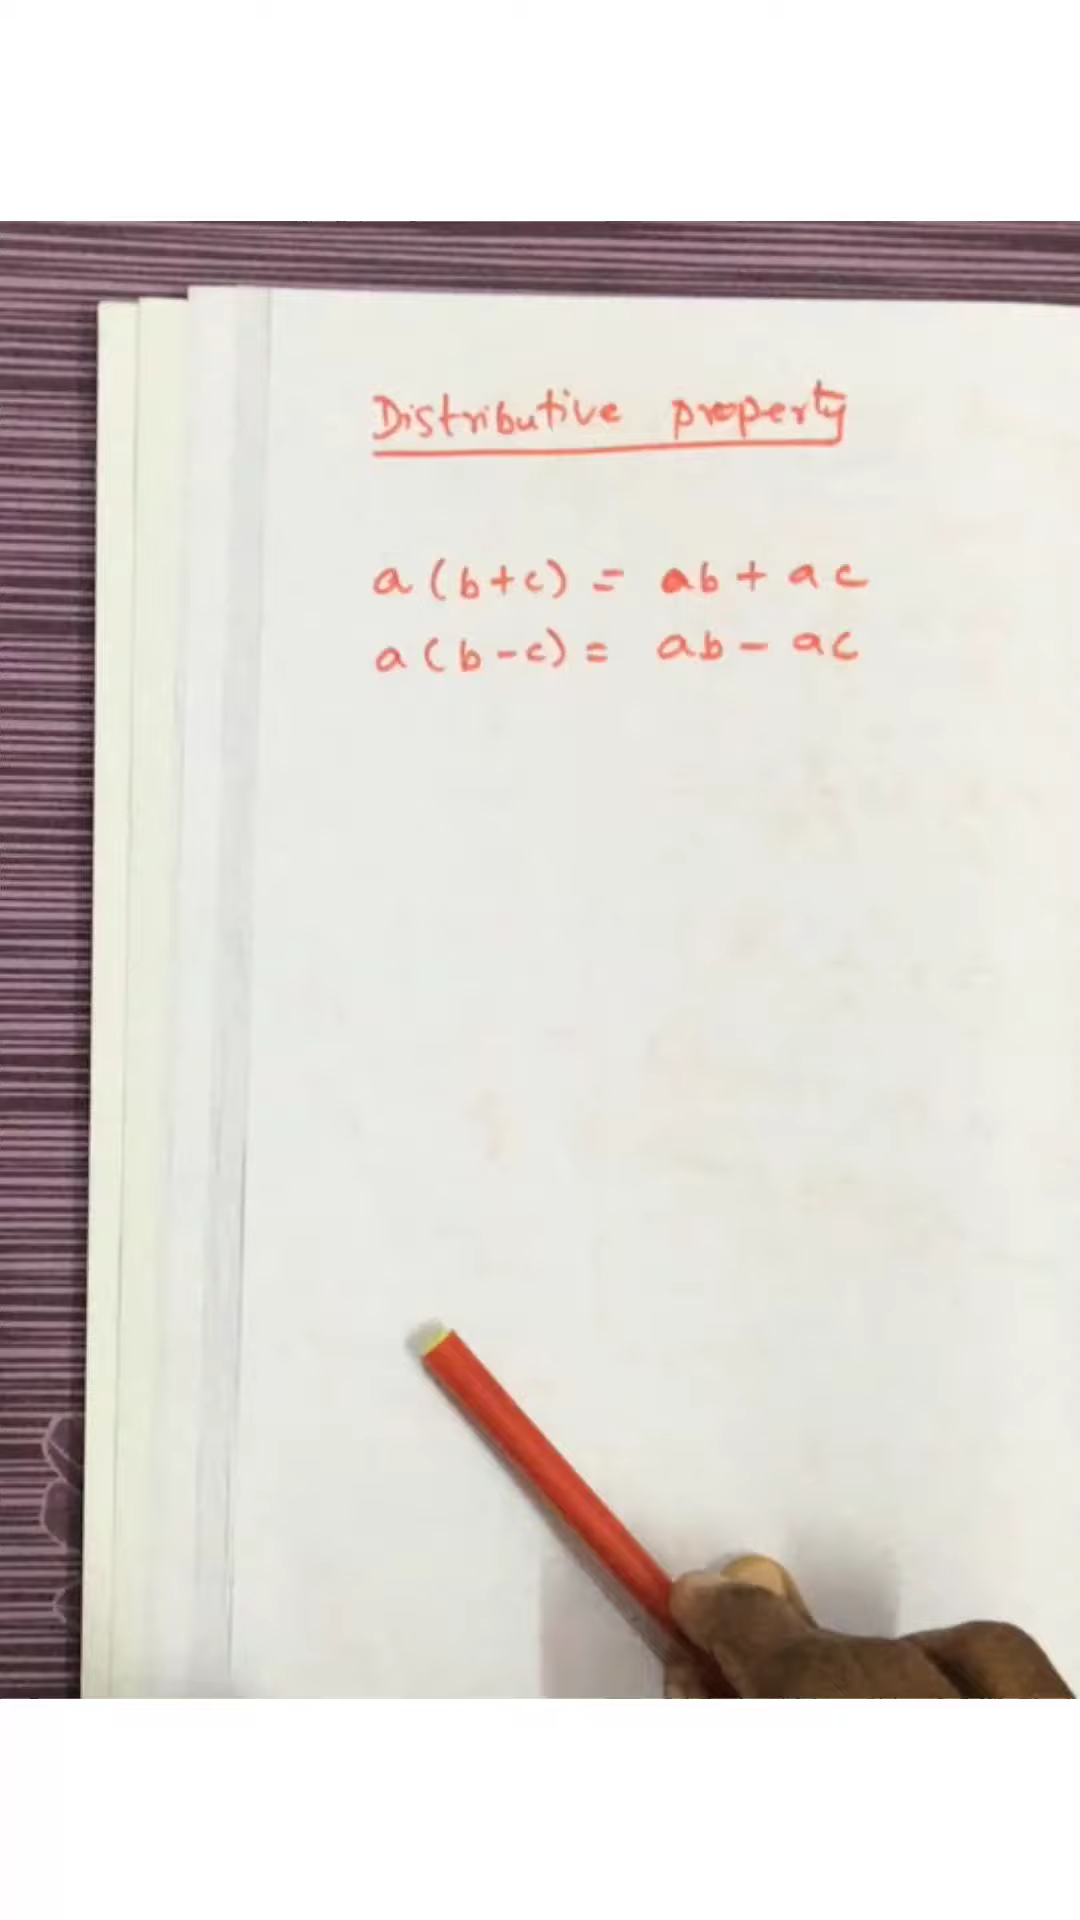 Distributive property
a (b+c) = ab + ac
a (b-c) = ab - ac